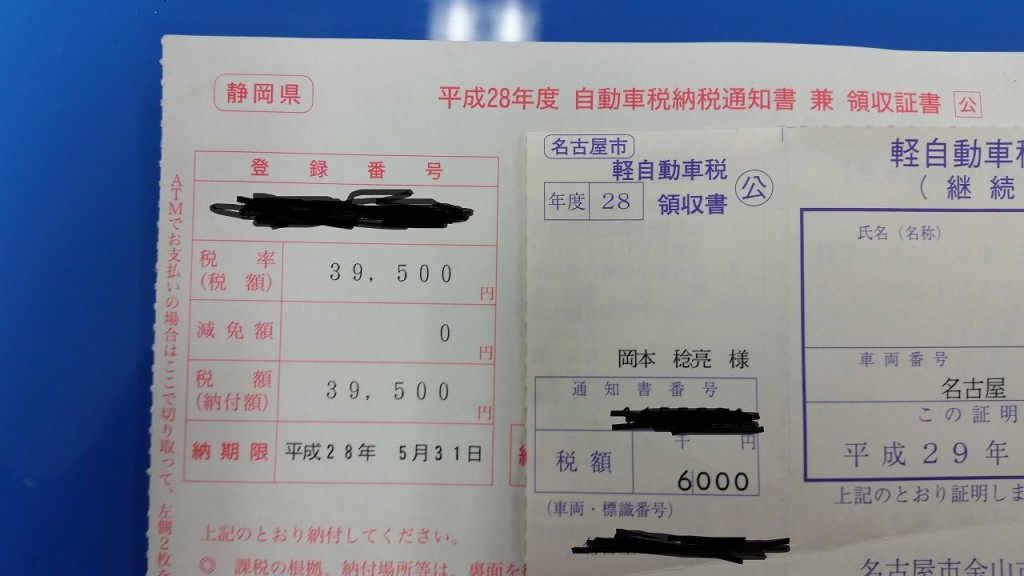 静岡県
平成28年度 自動車税納税通知書 兼 領収証書 公
登録番号
税率
(税額)
39,500
円
減免額
0
円
税額
(納付額)
39,500
円
納期限
平成28年 5月31日
上記のとおり納付してください。
◎ 課税の根拠、納付場所等は、裏面を
ATMでお支払いの場合はここで切り取って、左側2枚を
名古屋市
軽自動車税
年度 28
領収書
公
岡本 稔亮 様
通知書番号
千 円
税額
6000
(車両・標識番号)
軽自動車税
(継続
氏名(名称)
車両番号
名古屋
この証明
平成29年
上記のとおり証明しま
名古屋市金山市